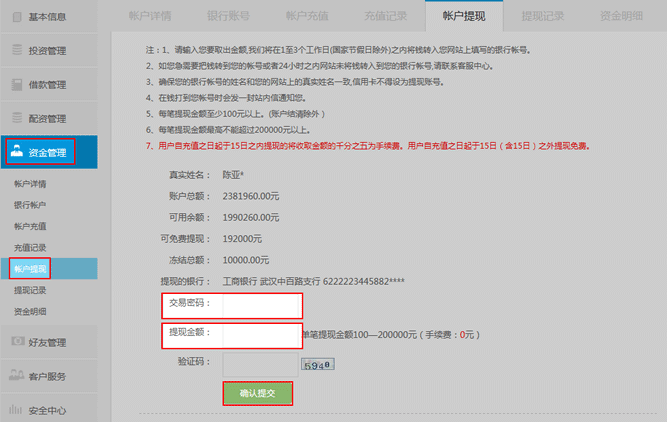 帐户详情 银行账号 帐户充值 充值记录 帐户提现 提现记录 资金明细
基本信息
投资管理
借款管理
配资管理
资金管理
帐户详情
银行帐户
帐户充值
充值记录
帐户提现
提现记录
资金明细
好友管理
客户服务
安全中心
注：1、请输入您要取出金额,我们将在1至3个工作日(国家节假日除外)之内将钱转入您网站上填写的银行帐号。
2、如您急需要把钱转到您的帐号或者24小时之内网站未将钱转入到您的银行帐号,请联系客服中心。
3、确保您的银行帐号的姓名和您的网站上的真实姓名一致,信用卡不得设为提现账号。
4、在钱打到您帐号时会发一封站内信通知您。
5、每笔提现金额至少100元以上。(账户结清除外）
6、每笔提现金额最高不能超过200000元以上。
7、用户自充值之日起于15日之内提现的将收取金额的千分之五为手续费。用户自充值之日起于15日（含15日）之外提现免费。
真实姓名： 陈亚*
账户总额： 2381960.00元
可用余额： 1990260.00元
可免费提现： 192000元
冻结总额： 10000.00元
提现的银行： 工商银行 武汉中百路支行 6222223445882****
交易密码：
提现金额： 单笔提现金额100—200000元（手续费：0元）
验证码： 5940
确认提交